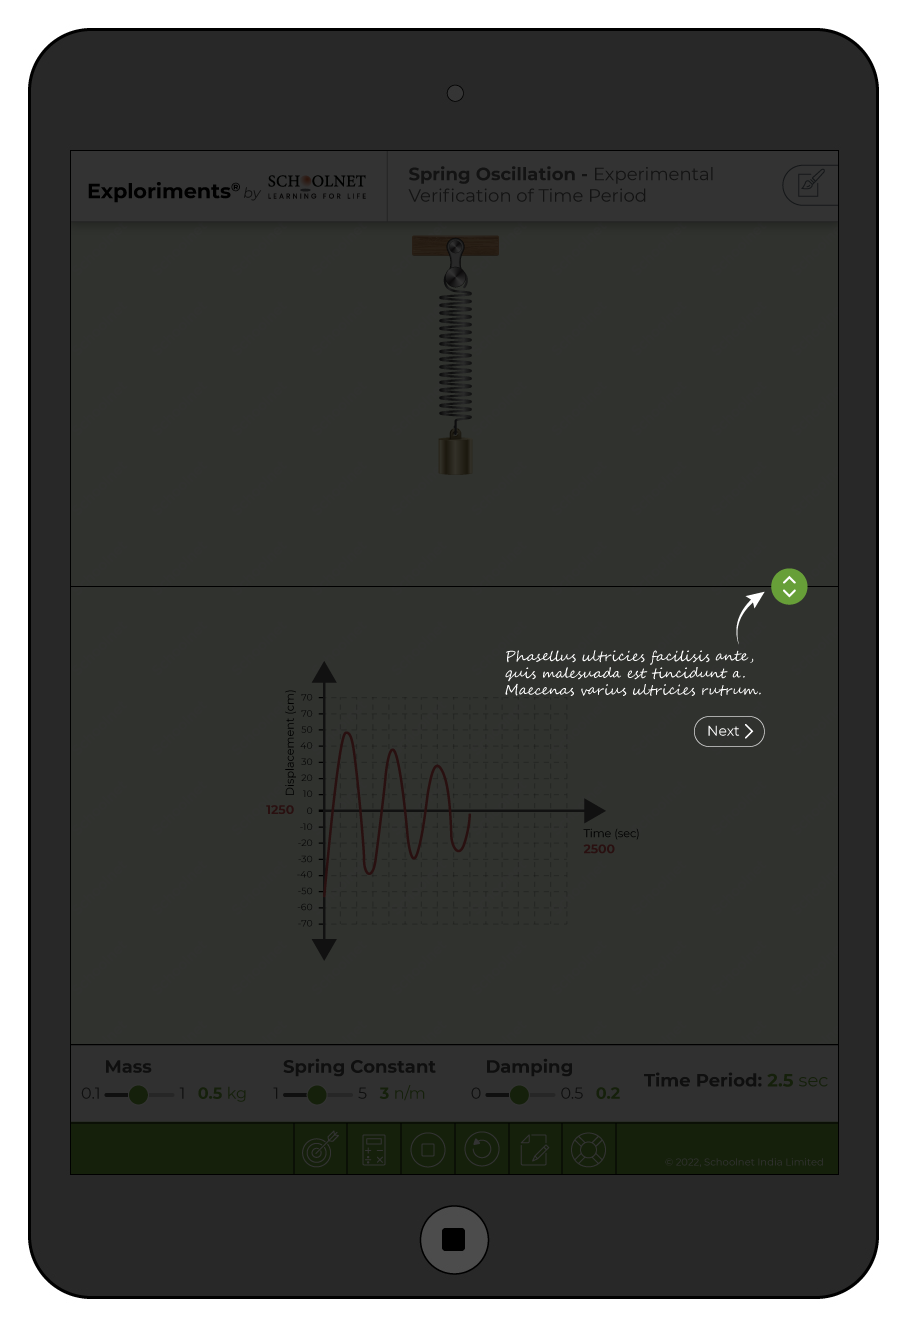 Exploriments® by
SCHOOLNET
LEARNING FOR LIFE
Spring Oscillation - Experimental
Verification of Time Period
Phasellus ultricies facilisis ante,
quis malesuada est tincidunt a.
Maecenas varius ultricies rutrum.
Next
Displacement (cm)
70
70
50
40
30
20
10
1250 0
-10
-20
-30
-40
-50
-60
-70
Time (sec)
2500
Mass
0.1 1 0.5 kg
Spring Constant
1 5 3 n/m
Damping
0 0.5 0.2
Time Period: 2.5 sec
© 2022, Schoolnet India Limited